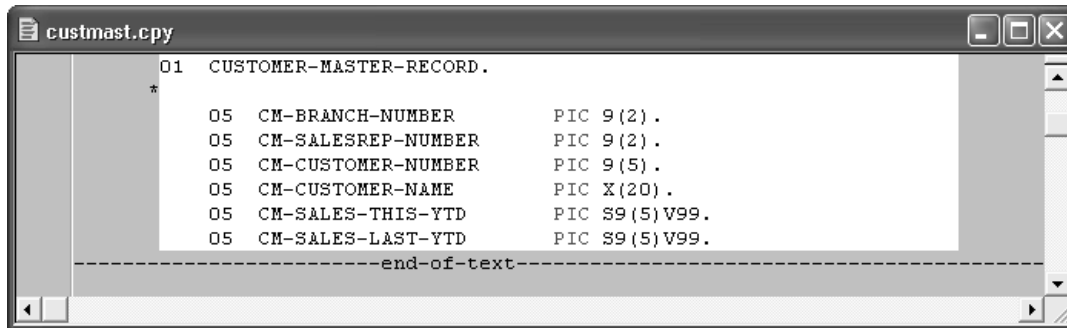 custmast.cpy
01 CUSTOMER-MASTER-RECORD.
*
05 CM-BRANCH-NUMBER PIC 9(2).
05 CM-SALESREP-NUMBER PIC 9(2).
05 CM-CUSTOMER-NUMBER PIC 9(5).
05 CM-CUSTOMER-NAME PIC X(20).
05 CM-SALES-THIS-YTD PIC S9(5)V99.
05 CM-SALES-LAST-YTD PIC S9(5)V99.
-------------------------end-of-text-------------------------------------------